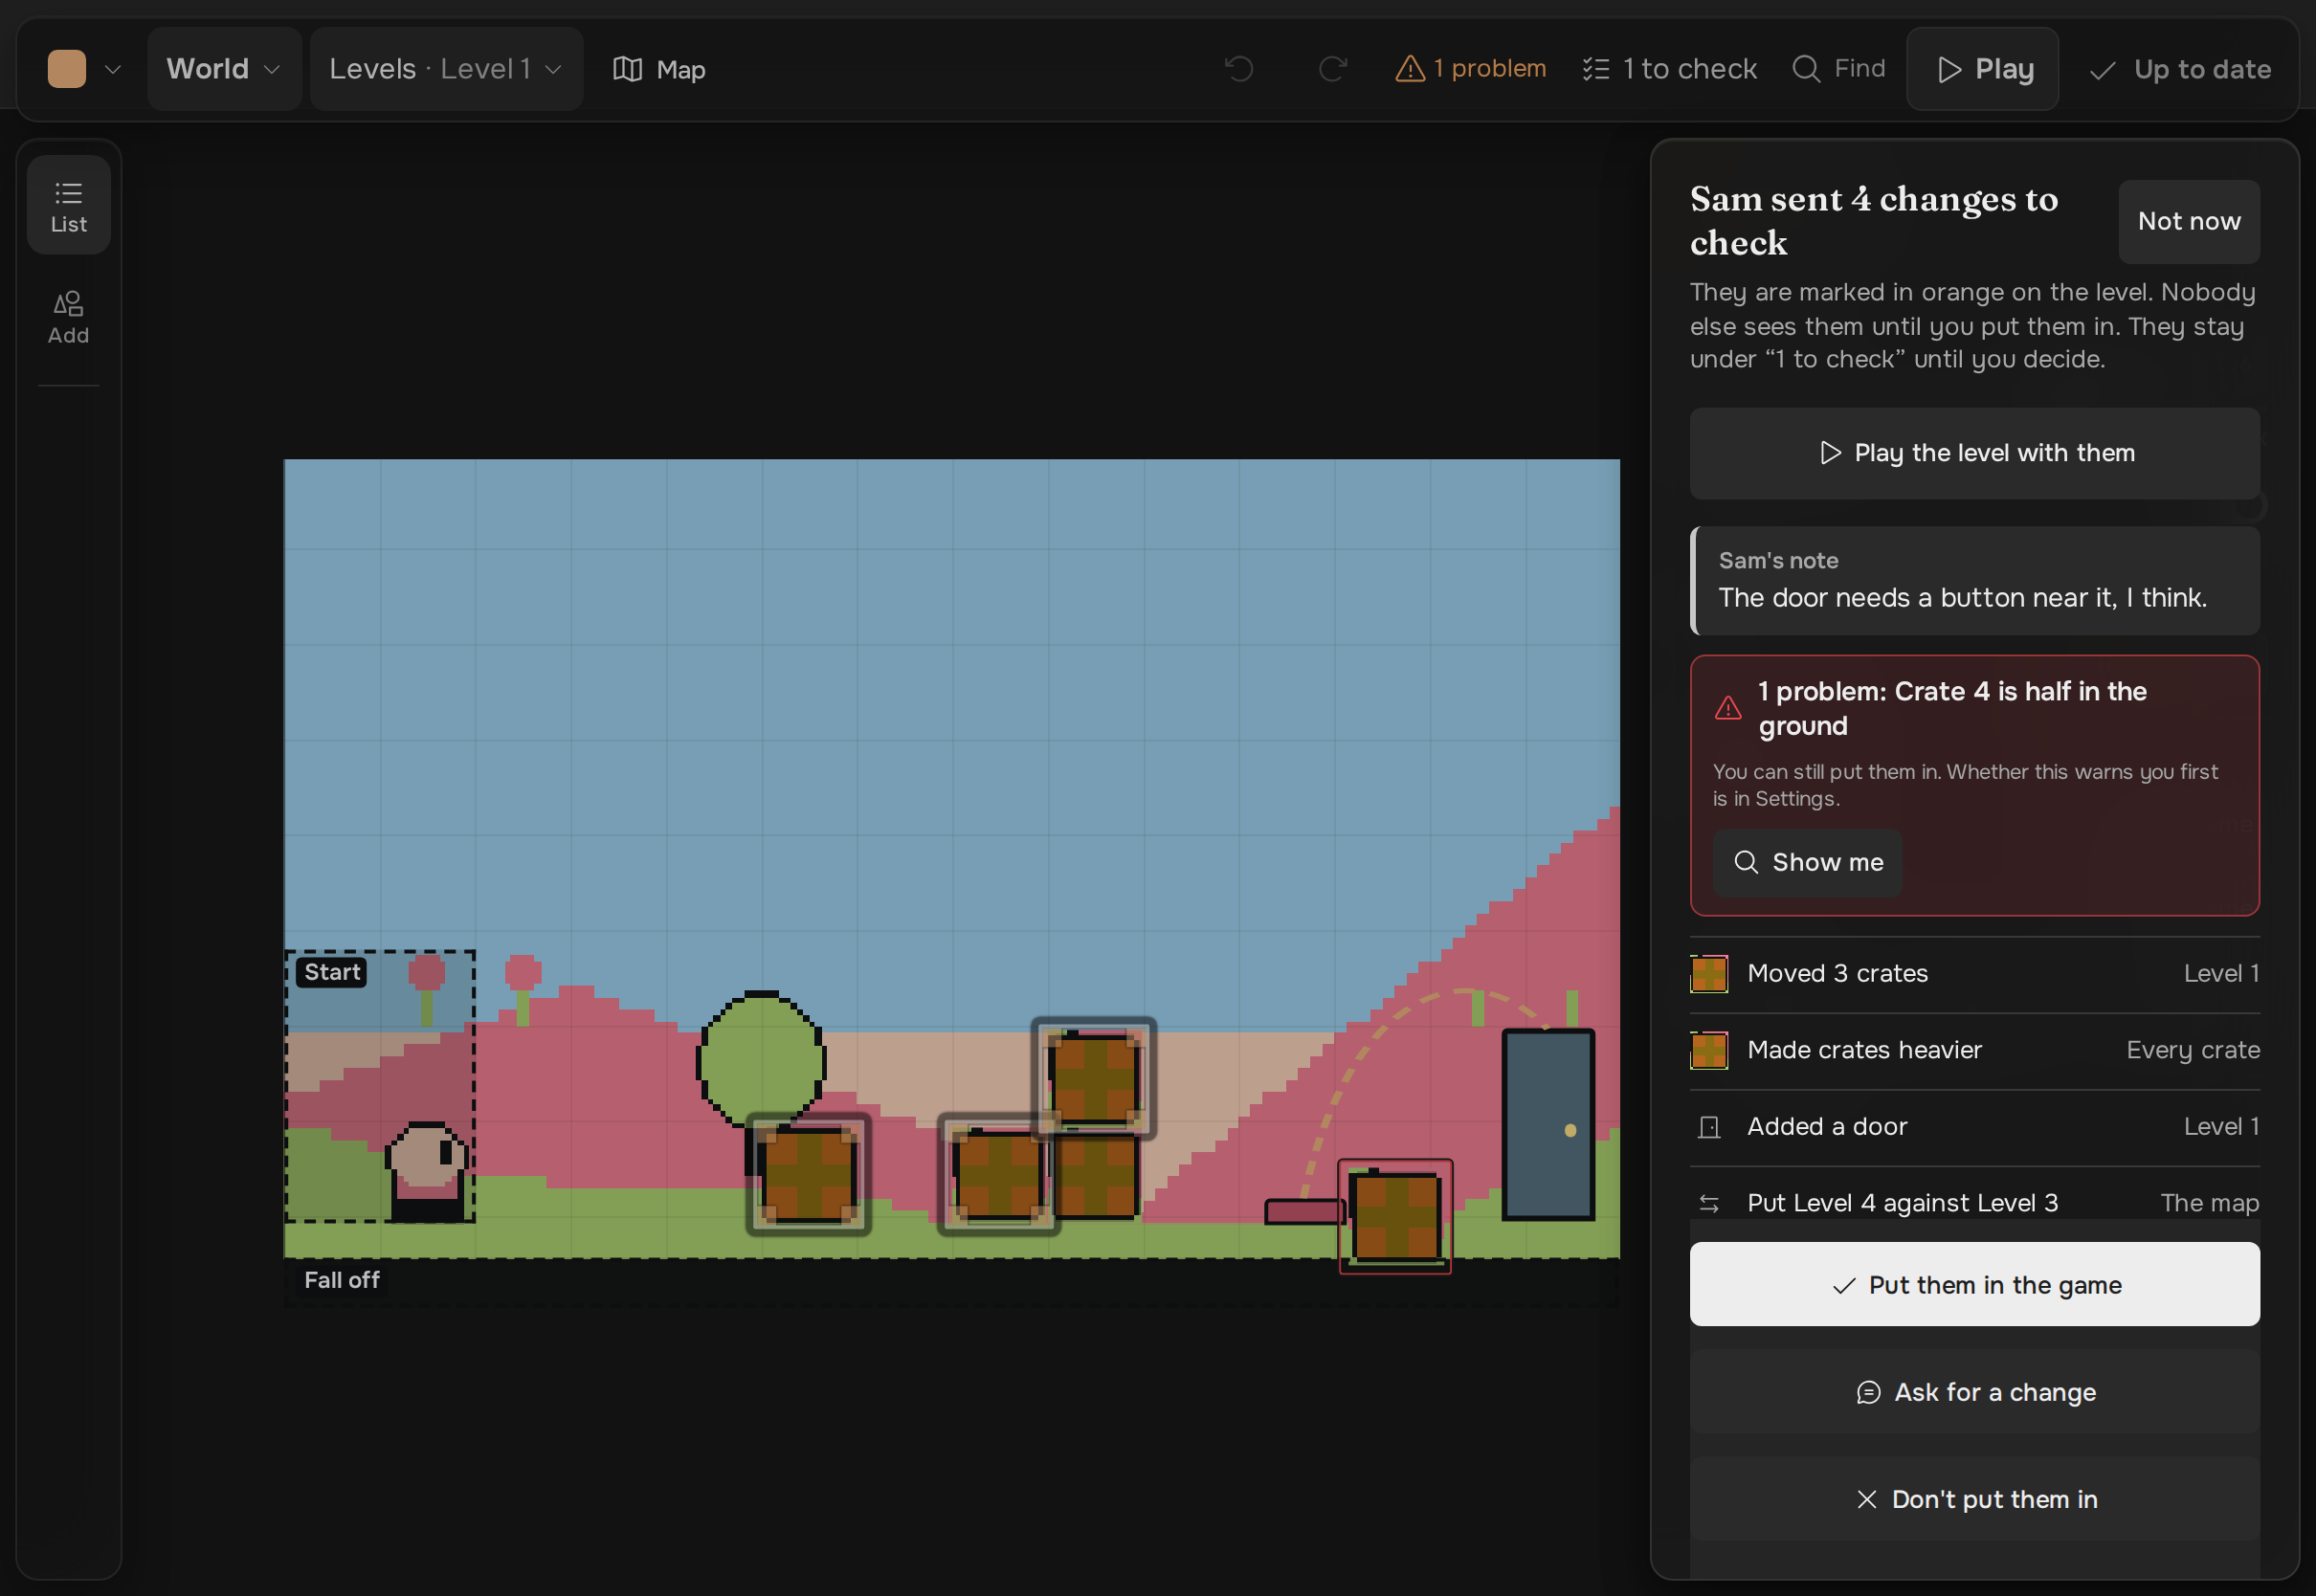 World
Levels · Level 1
Map
1 problem
1 to check
Find
Play
Up to date
List
Add
Start
Fall off
Sam sent 4 changes to
check
Not now
They are marked in orange on the level. Nobody
else sees them until you put them in. They stay
under “1 to check” until you decide.
Play the level with them
Sam's note
The door needs a button near it, I think.
1 problem: Crate 4 is half in the
ground
You can still put them in. Whether this warns you first
is in Settings.
Show me
Moved 3 crates Level 1
Made crates heavier Every crate
Added a door Level 1
Put Level 4 against Level 3 The map
Put them in the game
Ask for a change
Don't put them in